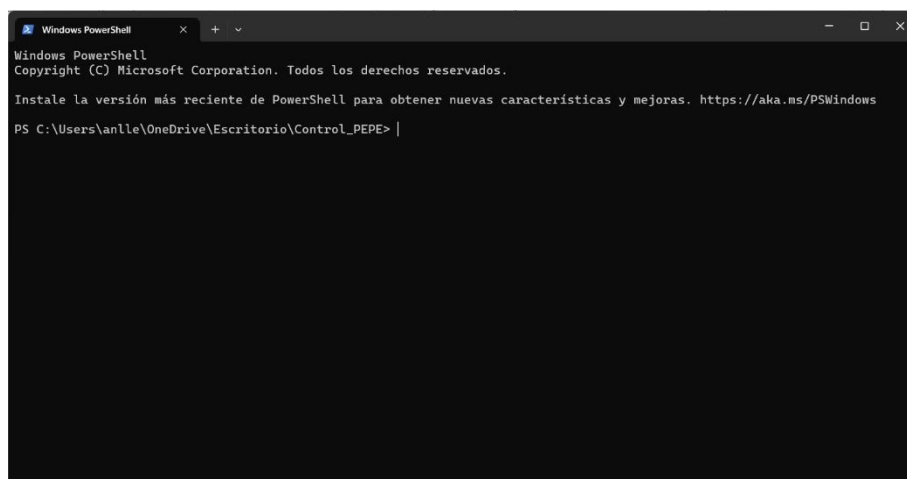 Windows PowerShell
Windows PowerShell
Copyright (C) Microsoft Corporation. Todos los derechos reservados.
Instale la versión más reciente de PowerShell para obtener nuevas características y mejoras. https://aka.ms/PSWindows
PS C:\Users\anlle\OneDrive\Escritorio\Control_PEPE>